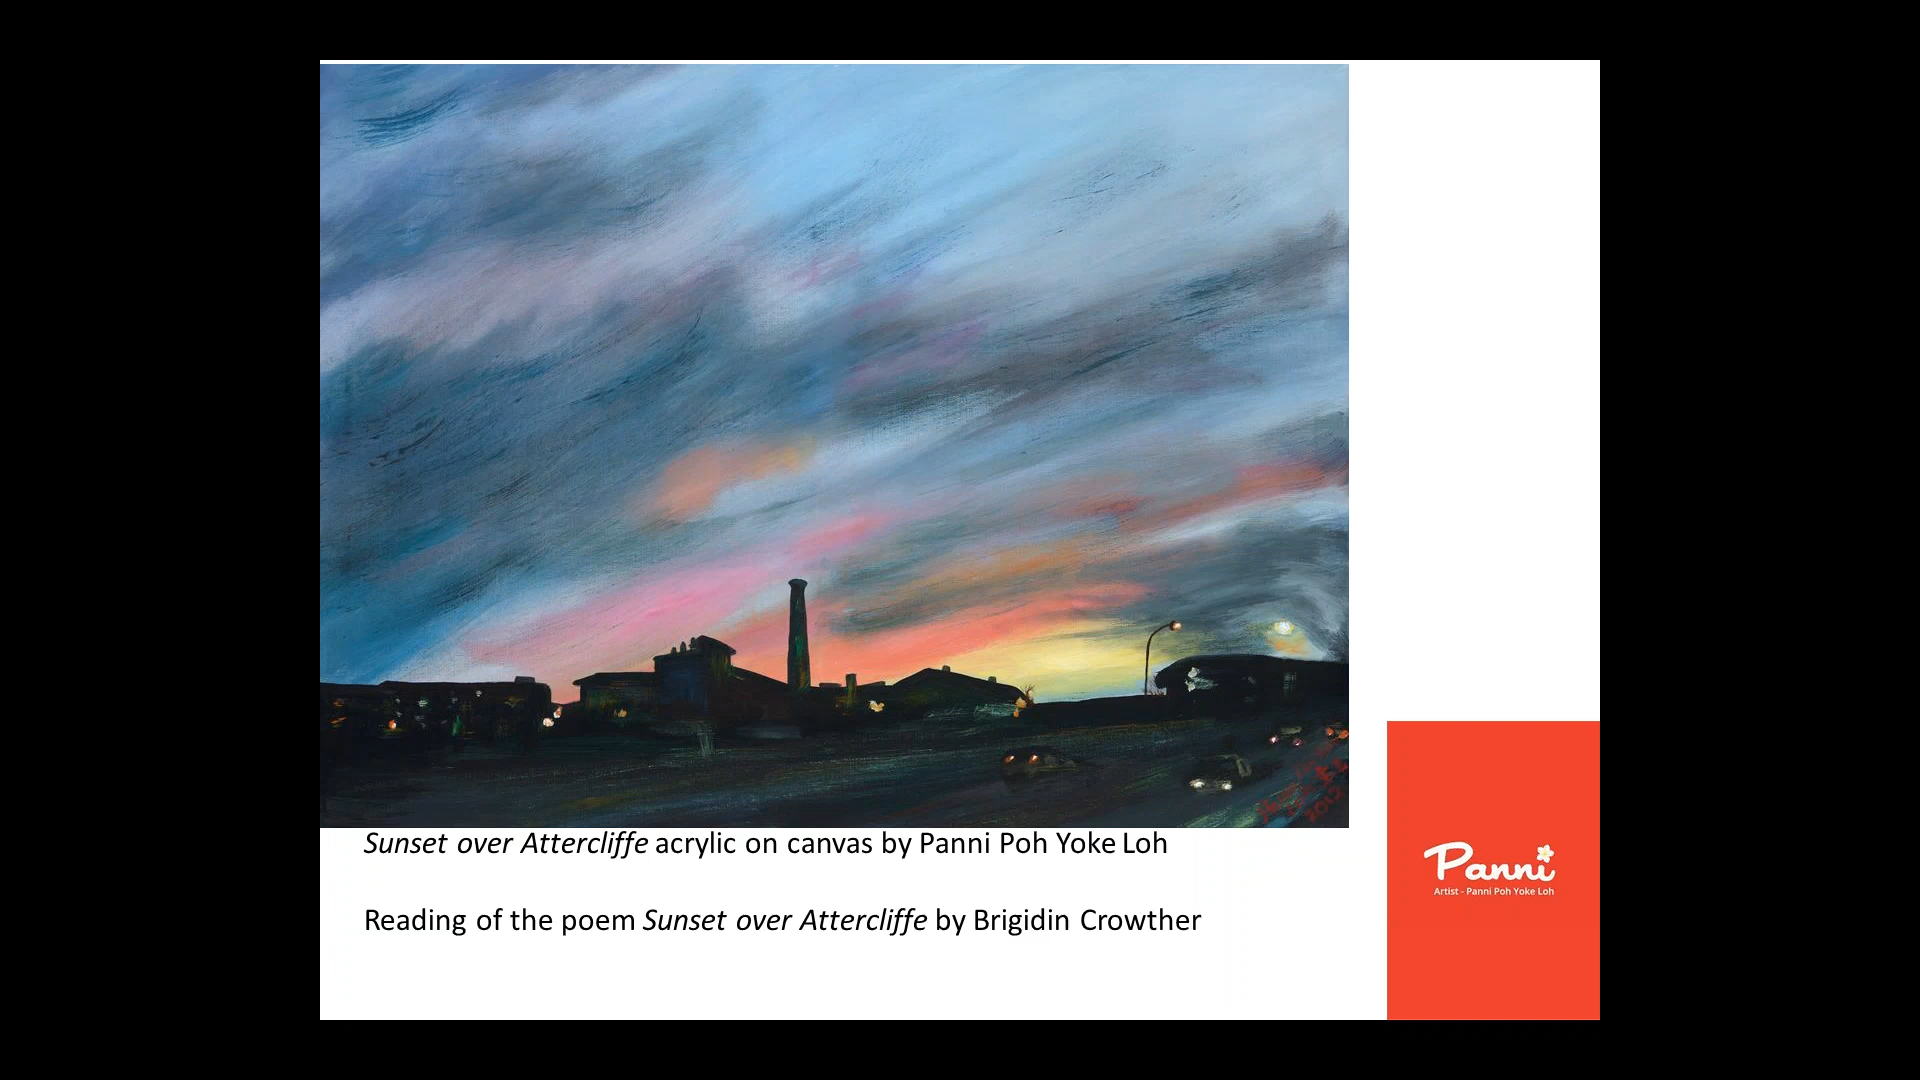 2012
Sunset over Attercliffe acrylic on canvas by Panni Poh Yoke Loh
Reading of the poem Sunset over Attercliffe by Brigidin Crowther
Panni
Artist - Panni Poh Yoke Loh